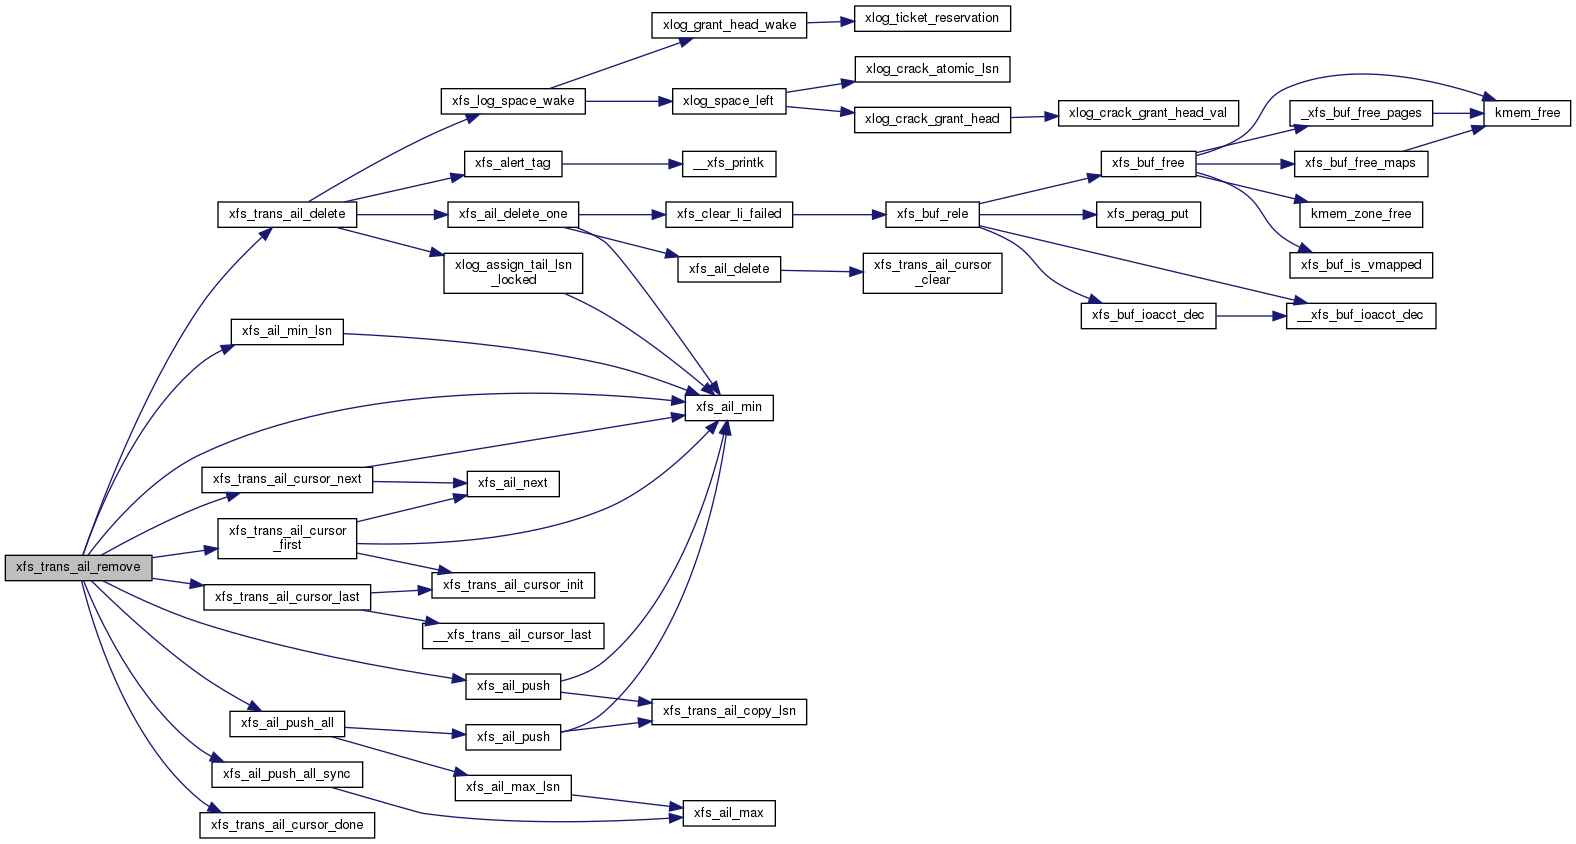 xlog_grant_head_wake
xlog_ticket_reservation
xfs_log_space_wake
xlog_space_left
xlog_crack_atomic_lsn
xlog_crack_grant_head
xlog_crack_grant_head_val
_xfs_buf_free_pages
kmem_free
xfs_alert_tag
__xfs_printk
xfs_buf_free
xfs_buf_free_maps
xfs_trans_ail_delete
xfs_ail_delete_one
xfs_clear_li_failed
xfs_buf_rele
xfs_perag_put
kmem_zone_free
xlog_assign_tail_lsn
_locked
xfs_ail_delete
xfs_trans_ail_cursor
_clear
xfs_buf_is_vmapped
xfs_buf_ioacct_dec
__xfs_buf_ioacct_dec
xfs_ail_min_lsn
xfs_ail_min
xfs_trans_ail_cursor_next
xfs_ail_next
xfs_trans_ail_cursor
_first
xfs_trans_ail_remove
xfs_trans_ail_cursor_init
xfs_trans_ail_cursor_last
__xfs_trans_ail_cursor_last
xfs_ail_push
xfs_trans_ail_copy_lsn
xfs_ail_push_all
xfs_ail_push
xfs_ail_push_all_sync
xfs_ail_max_lsn
xfs_ail_max
xfs_trans_ail_cursor_done